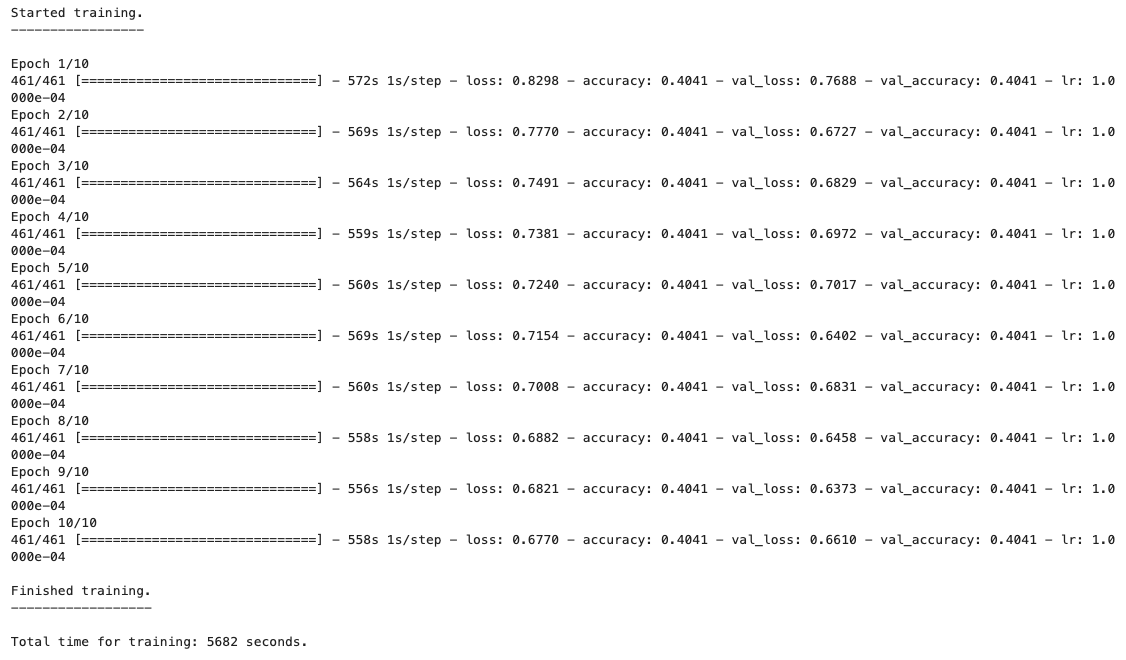 Started training.
-----------------
Epoch 1/10
461/461 [==============================] - 572s 1s/step - loss: 0.8298 - accuracy: 0.4041 - val_loss: 0.7688 - val_accuracy: 0.4041 - lr: 1.0
000e-04
Epoch 2/10
461/461 [==============================] - 569s 1s/step - loss: 0.7770 - accuracy: 0.4041 - val_loss: 0.6727 - val_accuracy: 0.4041 - lr: 1.0
000e-04
Epoch 3/10
461/461 [==============================] - 564s 1s/step - loss: 0.7491 - accuracy: 0.4041 - val_loss: 0.6829 - val_accuracy: 0.4041 - lr: 1.0
000e-04
Epoch 4/10
461/461 [==============================] - 559s 1s/step - loss: 0.7381 - accuracy: 0.4041 - val_loss: 0.6972 - val_accuracy: 0.4041 - lr: 1.0
000e-04
Epoch 5/10
461/461 [==============================] - 560s 1s/step - loss: 0.7240 - accuracy: 0.4041 - val_loss: 0.7017 - val_accuracy: 0.4041 - lr: 1.0
000e-04
Epoch 6/10
461/461 [==============================] - 569s 1s/step - loss: 0.7154 - accuracy: 0.4041 - val_loss: 0.6402 - val_accuracy: 0.4041 - lr: 1.0
000e-04
Epoch 7/10
461/461 [==============================] - 560s 1s/step - loss: 0.7008 - accuracy: 0.4041 - val_loss: 0.6831 - val_accuracy: 0.4041 - lr: 1.0
000e-04
Epoch 8/10
461/461 [==============================] - 558s 1s/step - loss: 0.6882 - accuracy: 0.4041 - val_loss: 0.6458 - val_accuracy: 0.4041 - lr: 1.0
000e-04
Epoch 9/10
461/461 [==============================] - 556s 1s/step - loss: 0.6821 - accuracy: 0.4041 - val_loss: 0.6373 - val_accuracy: 0.4041 - lr: 1.0
000e-04
Epoch 10/10
461/461 [==============================] - 558s 1s/step - loss: 0.6770 - accuracy: 0.4041 - val_loss: 0.6610 - val_accuracy: 0.4041 - lr: 1.0
000e-04
Finished training.
------------------
Total time for training: 5682 seconds.